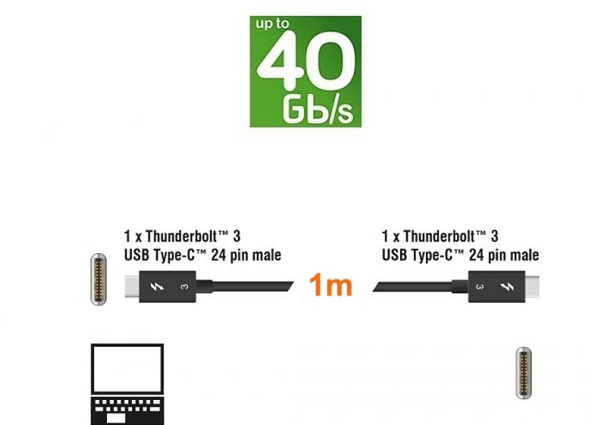 up to
40
Gb/s
1 x Thunderbolt™ 3
USB Type-C™ 24 pin male
1 x Thunderbolt™ 3
USB Type-C™ 24 pin male
3
1m
3